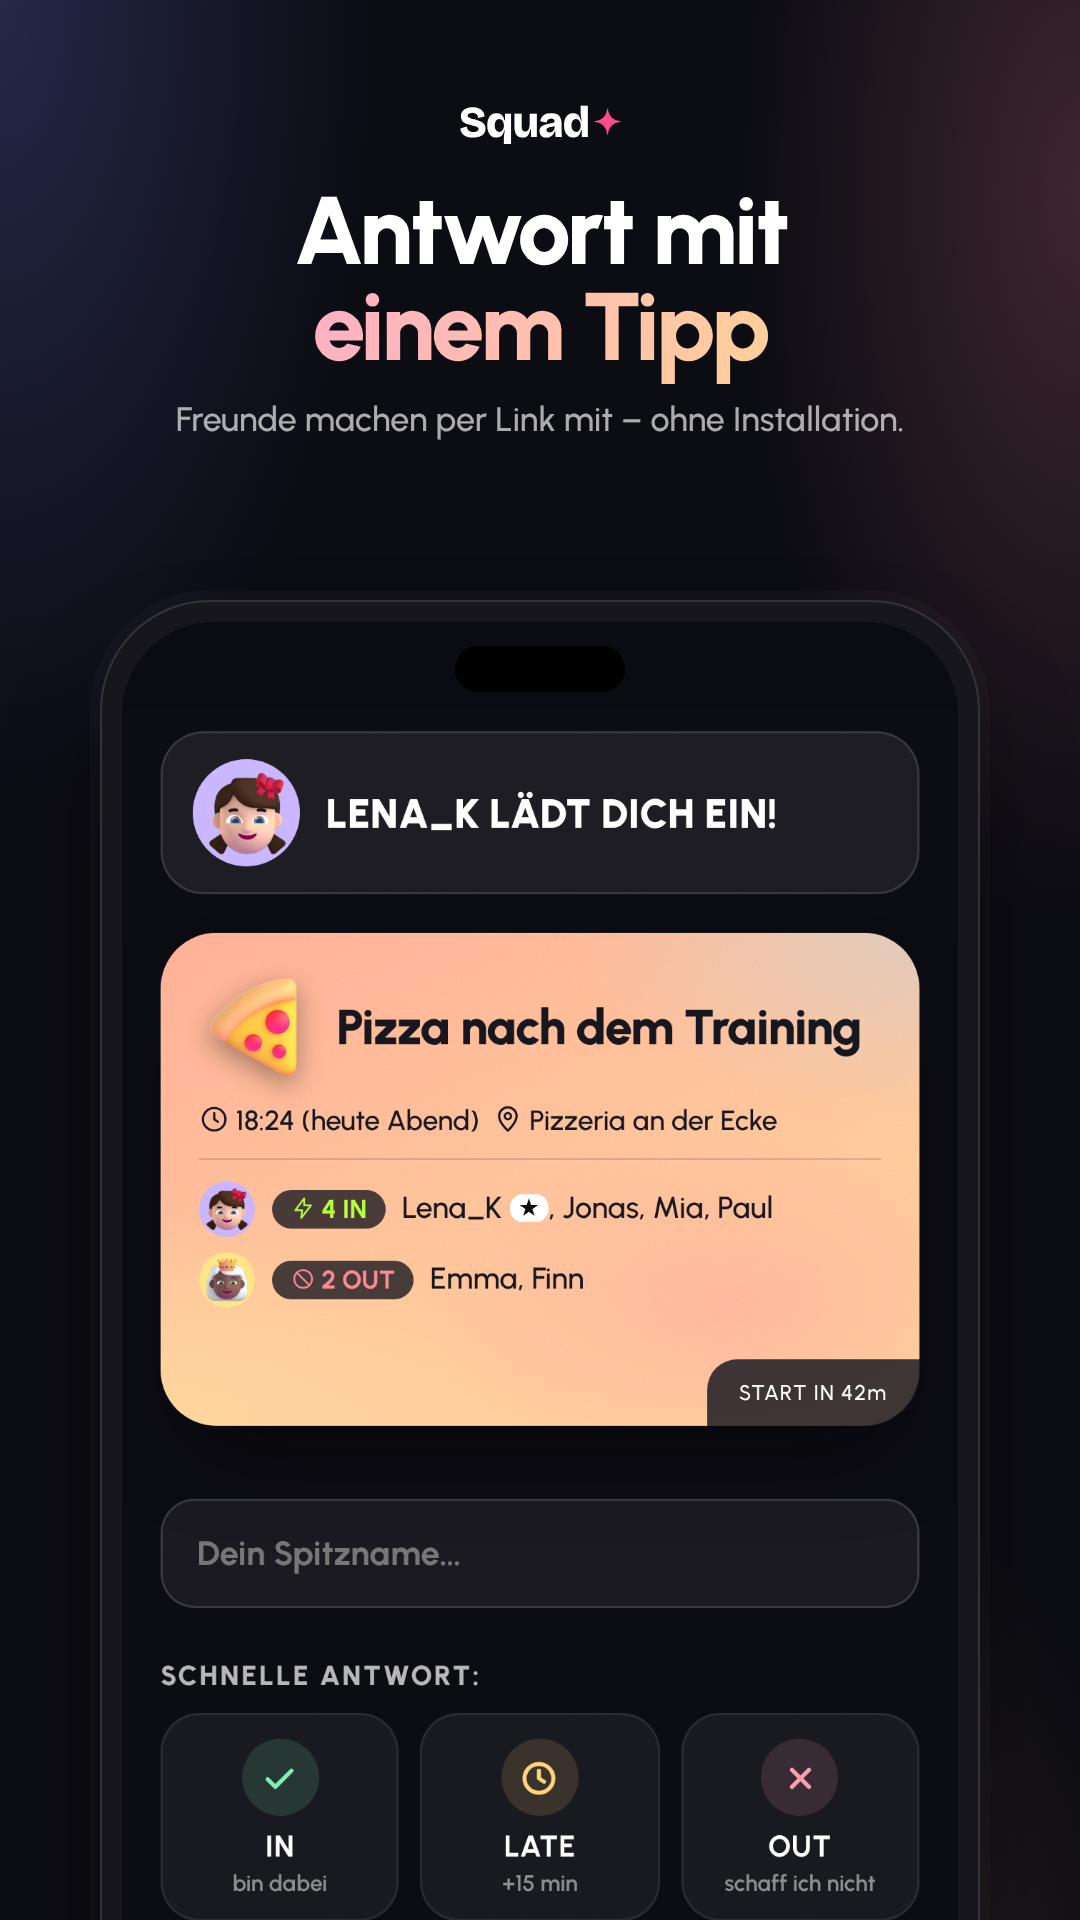 Squad
Antwort mit
einem Tipp
Freunde machen per Link mit – ohne Installation.
LENA_K LÄDT DICH EIN!
Pizza nach dem Training
18:24 (heute Abend) Pizzeria an der Ecke
4 IN Lena_K ★, Jonas, Mia, Paul
2 OUT Emma, Finn
START IN 42m
Dein Spitzname...
SCHNELLE ANTWORT:
IN LATE OUT
bin dabei +15 min schaff ich nicht